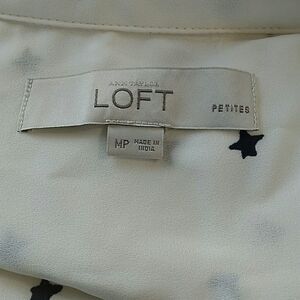 ANN TAYLOR
LOFT
PETITES
MP MADE IN
INDIA